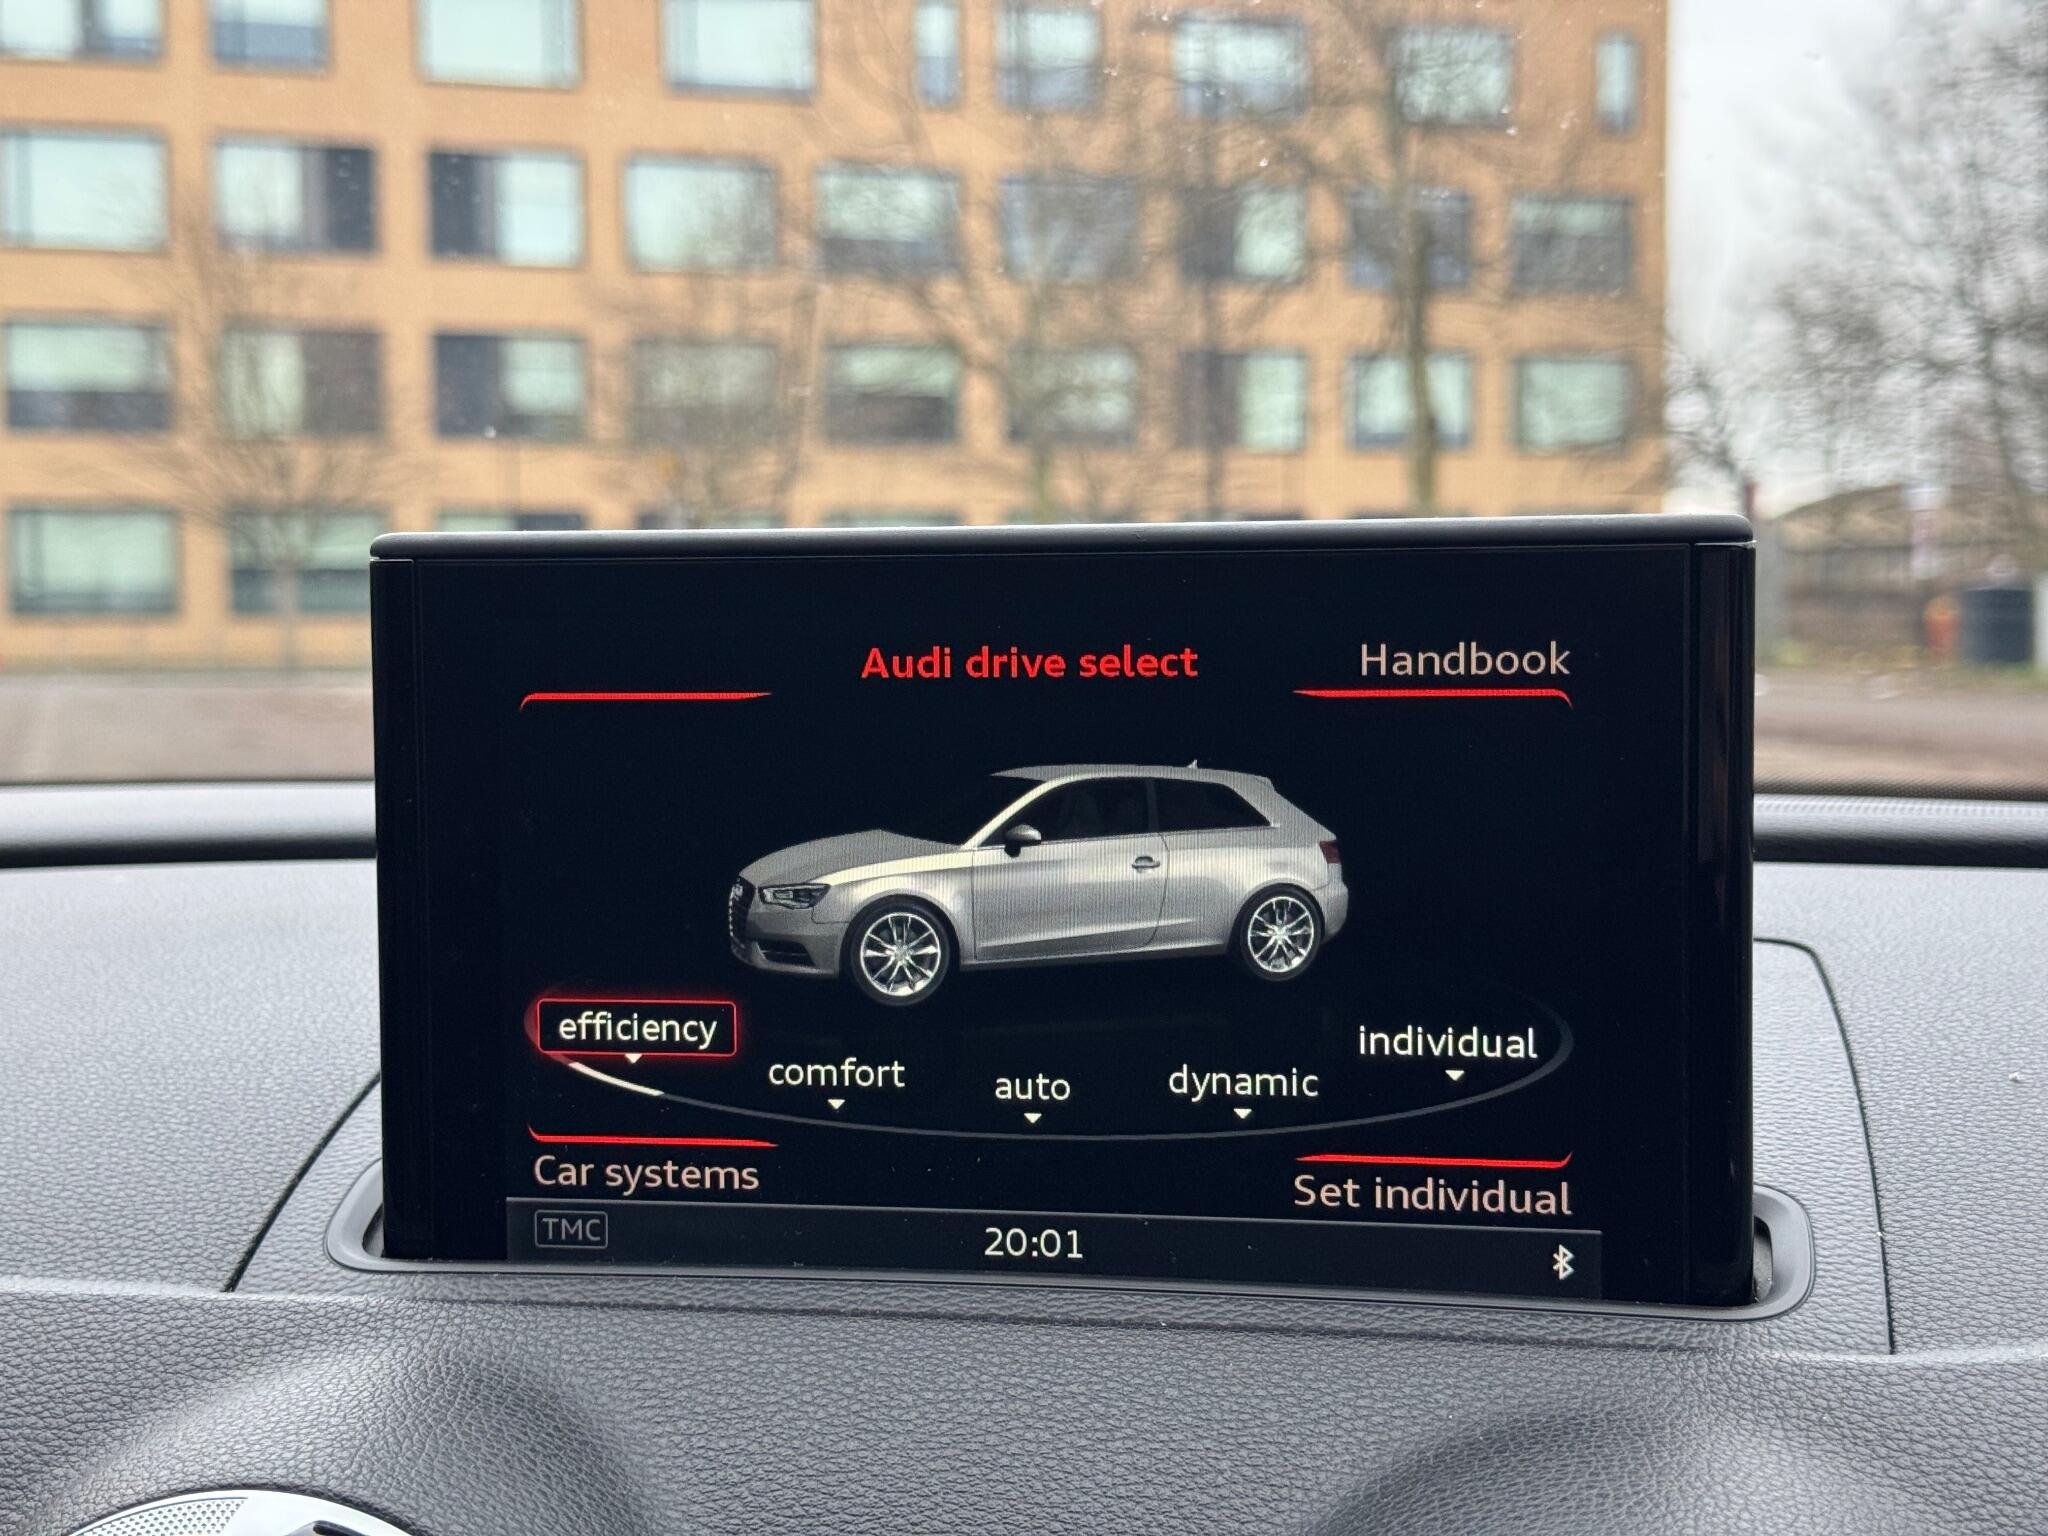 Audi drive select
Handbook
efficiency
comfort
auto
dynamic
individual
Car systems
Set individual
TMC
20:01